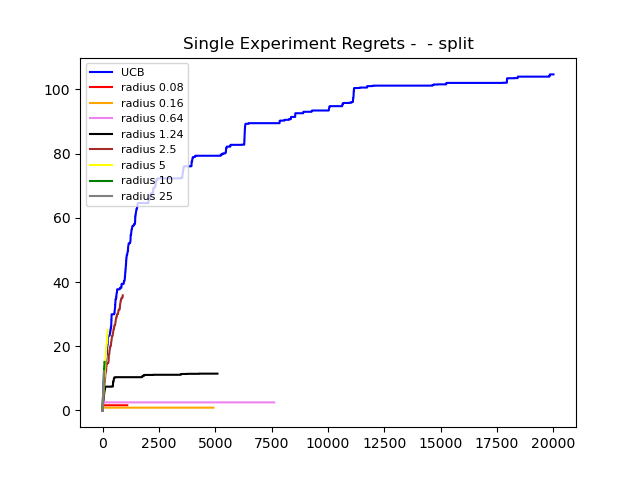 Single Experiment Regrets -  - split
UCB
radius 0.08
radius 0.16
radius 0.64
radius 1.24
radius 2.5
radius 5
radius 10
radius 25
100
80
60
40
20
0
0 2500 5000 7500 10000 12500 15000 17500 20000